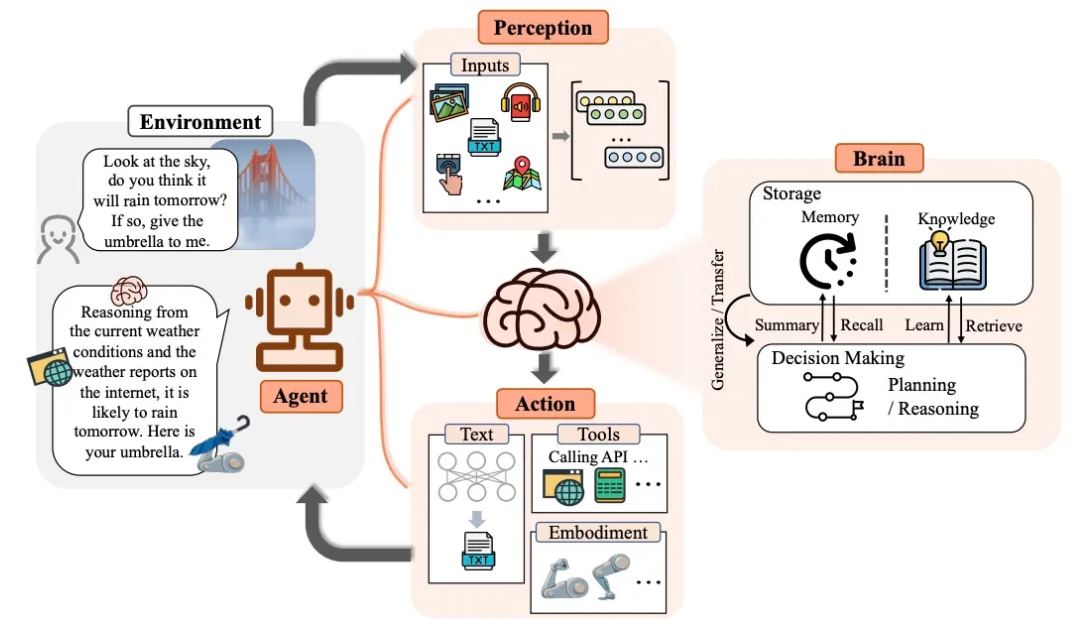 Perception
Inputs
TXT
...
...
Environment
Look at the sky,
do you think it
will rain tomorrow?
If so, give the
umbrella to me.
Reasoning from
the current weather
conditions and the
weather reports on
the internet, it is
likely to rain
tomorrow. Here is
your umbrella.
Agent
Action
Text
TXT
Tools
Calling API ...
...
Embodiment
...
Brain
Storage
Memory
Knowledge
Generalize / Transfer
Summary
Recall
Learn
Retrieve
Decision Making
Planning
/ Reasoning